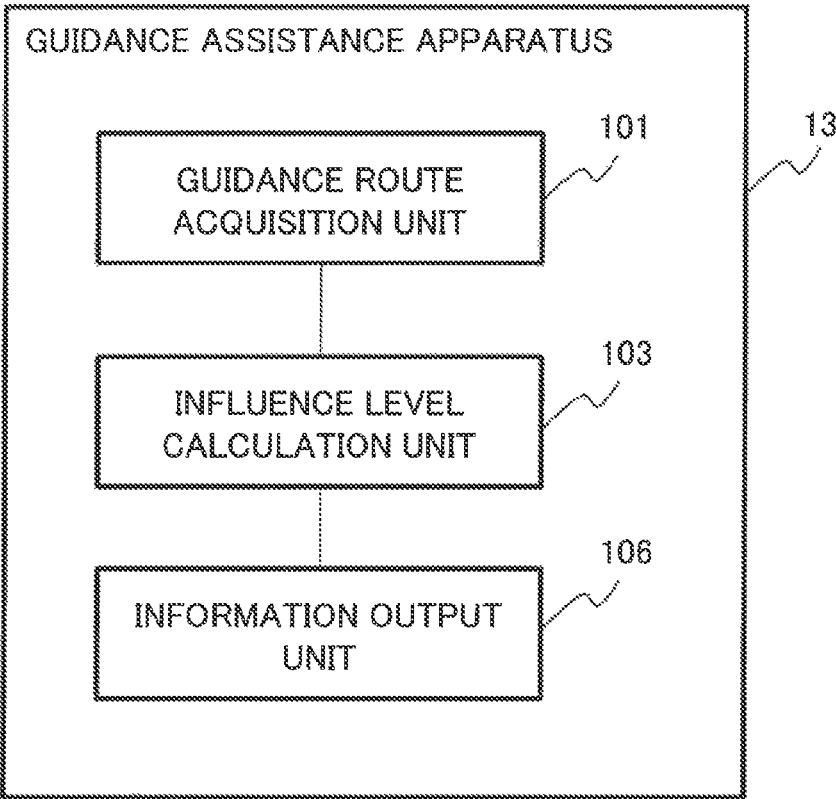 GUIDANCE ASSISTANCE APPARATUS
101
13
GUIDANCE ROUTE
ACQUISITION UNIT
103
INFLUENCE LEVEL
CALCULATION UNIT
106
INFORMATION OUTPUT
UNIT